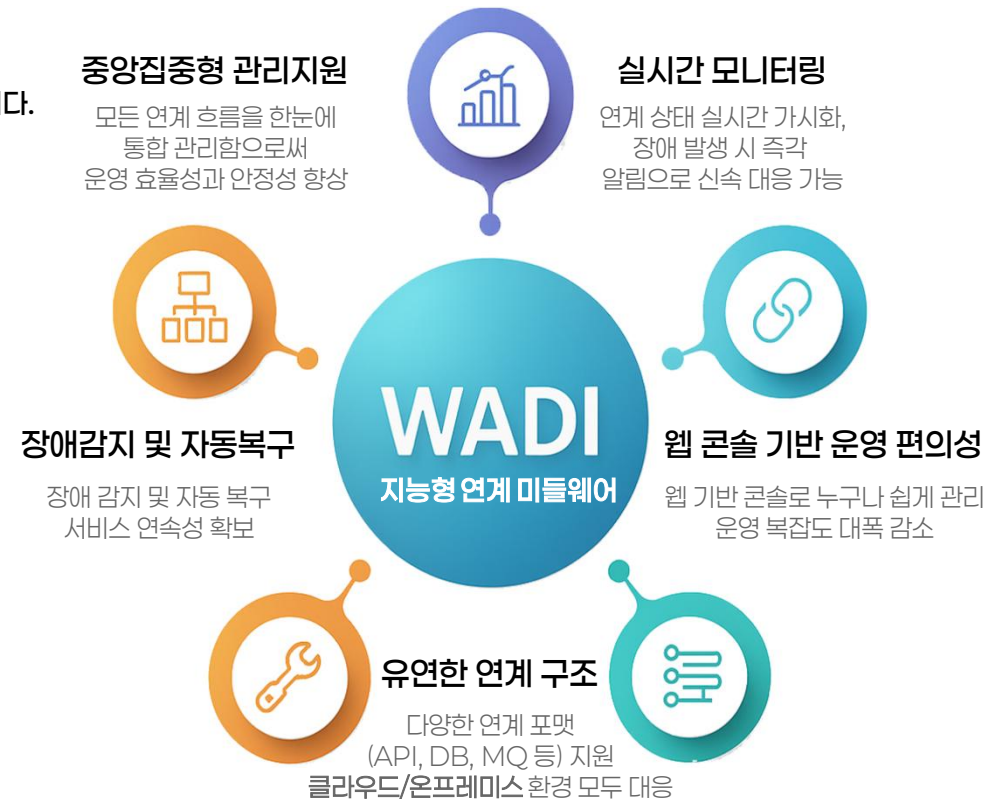 중앙집중형 관리지원
다.
모든 연계 흐름을 한눈에
통합 관리함으로써
운영 효율성과 안정성 향상
실시간 모니터링
연계 상태 실시간 가시화,
장애 발생 시 즉각
알림으로 신속 대응 가능
WADI
지능형 연계 미들웨어
장애감지 및 자동복구
장애 감지 및 자동 복구
서비스 연속성 확보
웹 콘솔 기반 운영 편의성
웹 기반 콘솔로 누구나 쉽게 관리
운영 복잡도 대폭 감소
유연한 연계 구조
다양한 연계 포맷
(API, DB, MQ 등) 지원
클라우드/온프레미스 환경 모두 대응